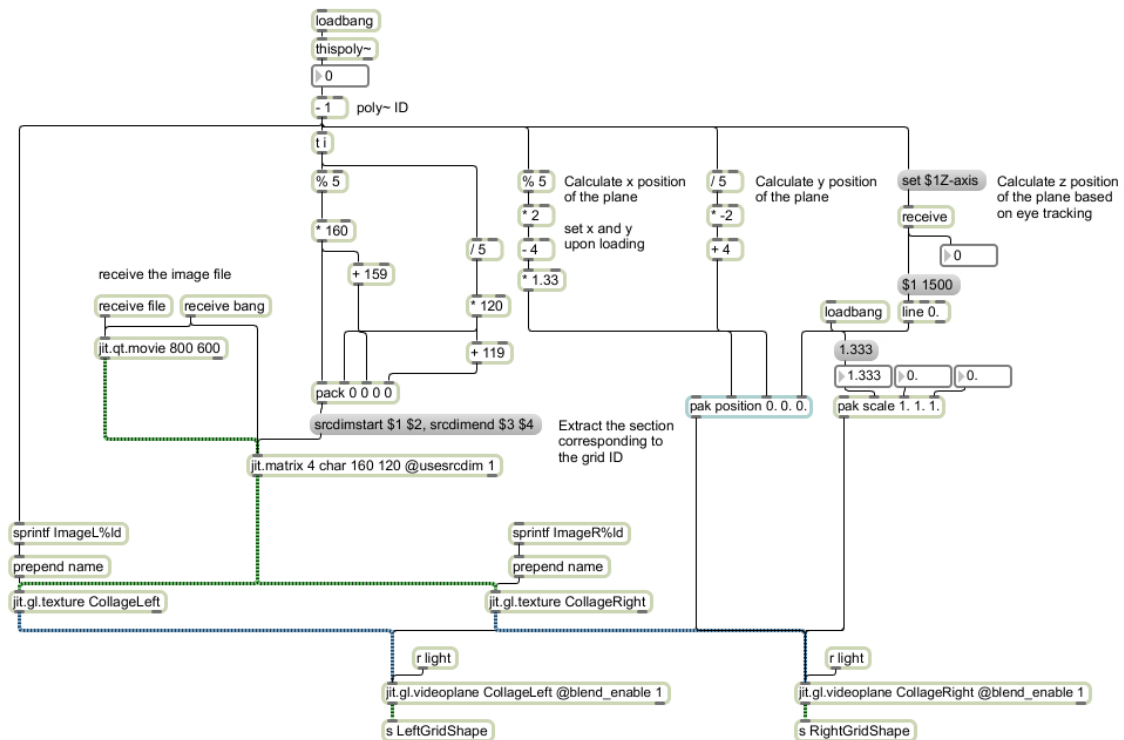 loadbang
thispoly~
0
- 1
poly~ ID
t i
% 5
% 5
Calculate x position
of the plane
/ 5
Calculate y position
of the plane
set $1Z-axis
Calculate z position
of the plane based
on eye tracking
* 160
* 2
set x and y
upon loading
* -2
receive
/ 5
- 4
+ 4
0
receive the image file
+ 159
* 1.33
$1 1500
receive file
receive bang
* 120
loadbang
line 0.
jit.qt.movie 800 600
+ 119
1.333
1.333
0.
0.
pack 0 0 0 0
pak position 0. 0. 0.
pak scale 1. 1. 1.
srcdimstart $1 $2, srcdimend $3 $4
Extract the section
corresponding to
the grid ID
jit.matrix 4 char 160 120 @usesrcdim 1
sprintf ImageL%ld
sprintf ImageR%ld
prepend name
prepend name
jit.gl.texture CollageLeft
jit.gl.texture CollageRight
r light
r light
jit.gl.videoplane CollageLeft @blend_enable 1
jit.gl.videoplane CollageRight @blend_enable 1
s LeftGridShape
s RightGridShape